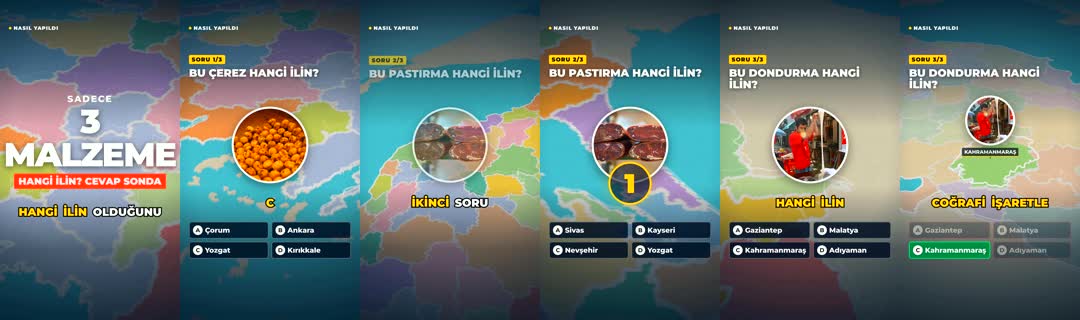 NASIL YAPILDI
SADECE
3
MALZEME
HANGİ İLİN? CEVAP SONDA
HANGİ İLİN OLDUĞUNU
NASIL YAPILDI
SORU 1/3
BU ÇEREZ HANGİ İLİN?
C
A Çorum
B Ankara
C Yozgat
D Kırıkkale
NASIL YAPILDI
SORU 2/3
BU PASTIRMA HANGİ İLİN?
İKİNCİ SORU
NASIL YAPILDI
SORU 2/3
BU PASTIRMA HANGİ İLİN?
1
A Sivas
B Kayseri
C Nevşehir
D Yozgat
NASIL YAPILDI
SORU 3/3
BU DONDURMA HANGİ
İLİN?
HANGİ İLİN
A Gaziantep
B Malatya
C Kahramanmaraş
D Adıyaman
NASIL YAPILDI
SORU 3/3
BU DONDURMA HANGİ
İLİN?
KAHRAMANMARAŞ
COĞRAFİ İŞARETLE
A Gaziantep
B Malatya
C Kahramanmaraş
D Adıyaman